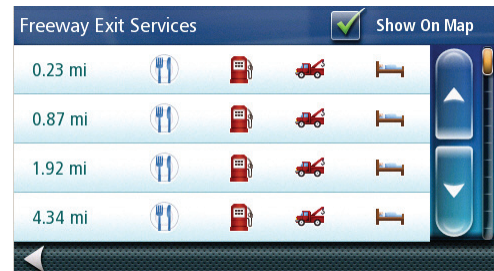 Freeway Exit Services
Show On Map
0.23 mi
0.87 mi
1.92 mi
4.34 mi